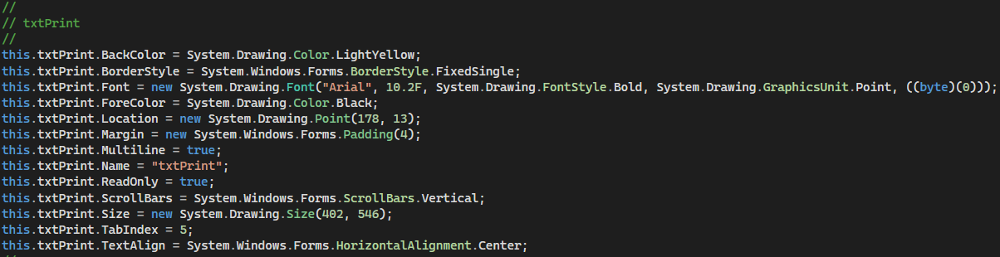 //
// txtPrint
//
this.txtPrint.BackColor = System.Drawing.Color.LightYellow;
this.txtPrint.BorderStyle = System.Windows.Forms.BorderStyle.FixedSingle;
this.txtPrint.Font = new System.Drawing.Font("Arial", 10.2F, System.Drawing.FontStyle.Bold, System.Drawing.GraphicsUnit.Point, ((byte)(0)));
this.txtPrint.ForeColor = System.Drawing.Color.Black;
this.txtPrint.Location = new System.Drawing.Point(178, 13);
this.txtPrint.Margin = new System.Windows.Forms.Padding(4);
this.txtPrint.Multiline = true;
this.txtPrint.Name = "txtPrint";
this.txtPrint.ReadOnly = true;
this.txtPrint.ScrollBars = System.Windows.Forms.ScrollBars.Vertical;
this.txtPrint.Size = new System.Drawing.Size(402, 546);
this.txtPrint.TabIndex = 5;
this.txtPrint.TextAlign = System.Windows.Forms.HorizontalAlignment.Center;
//